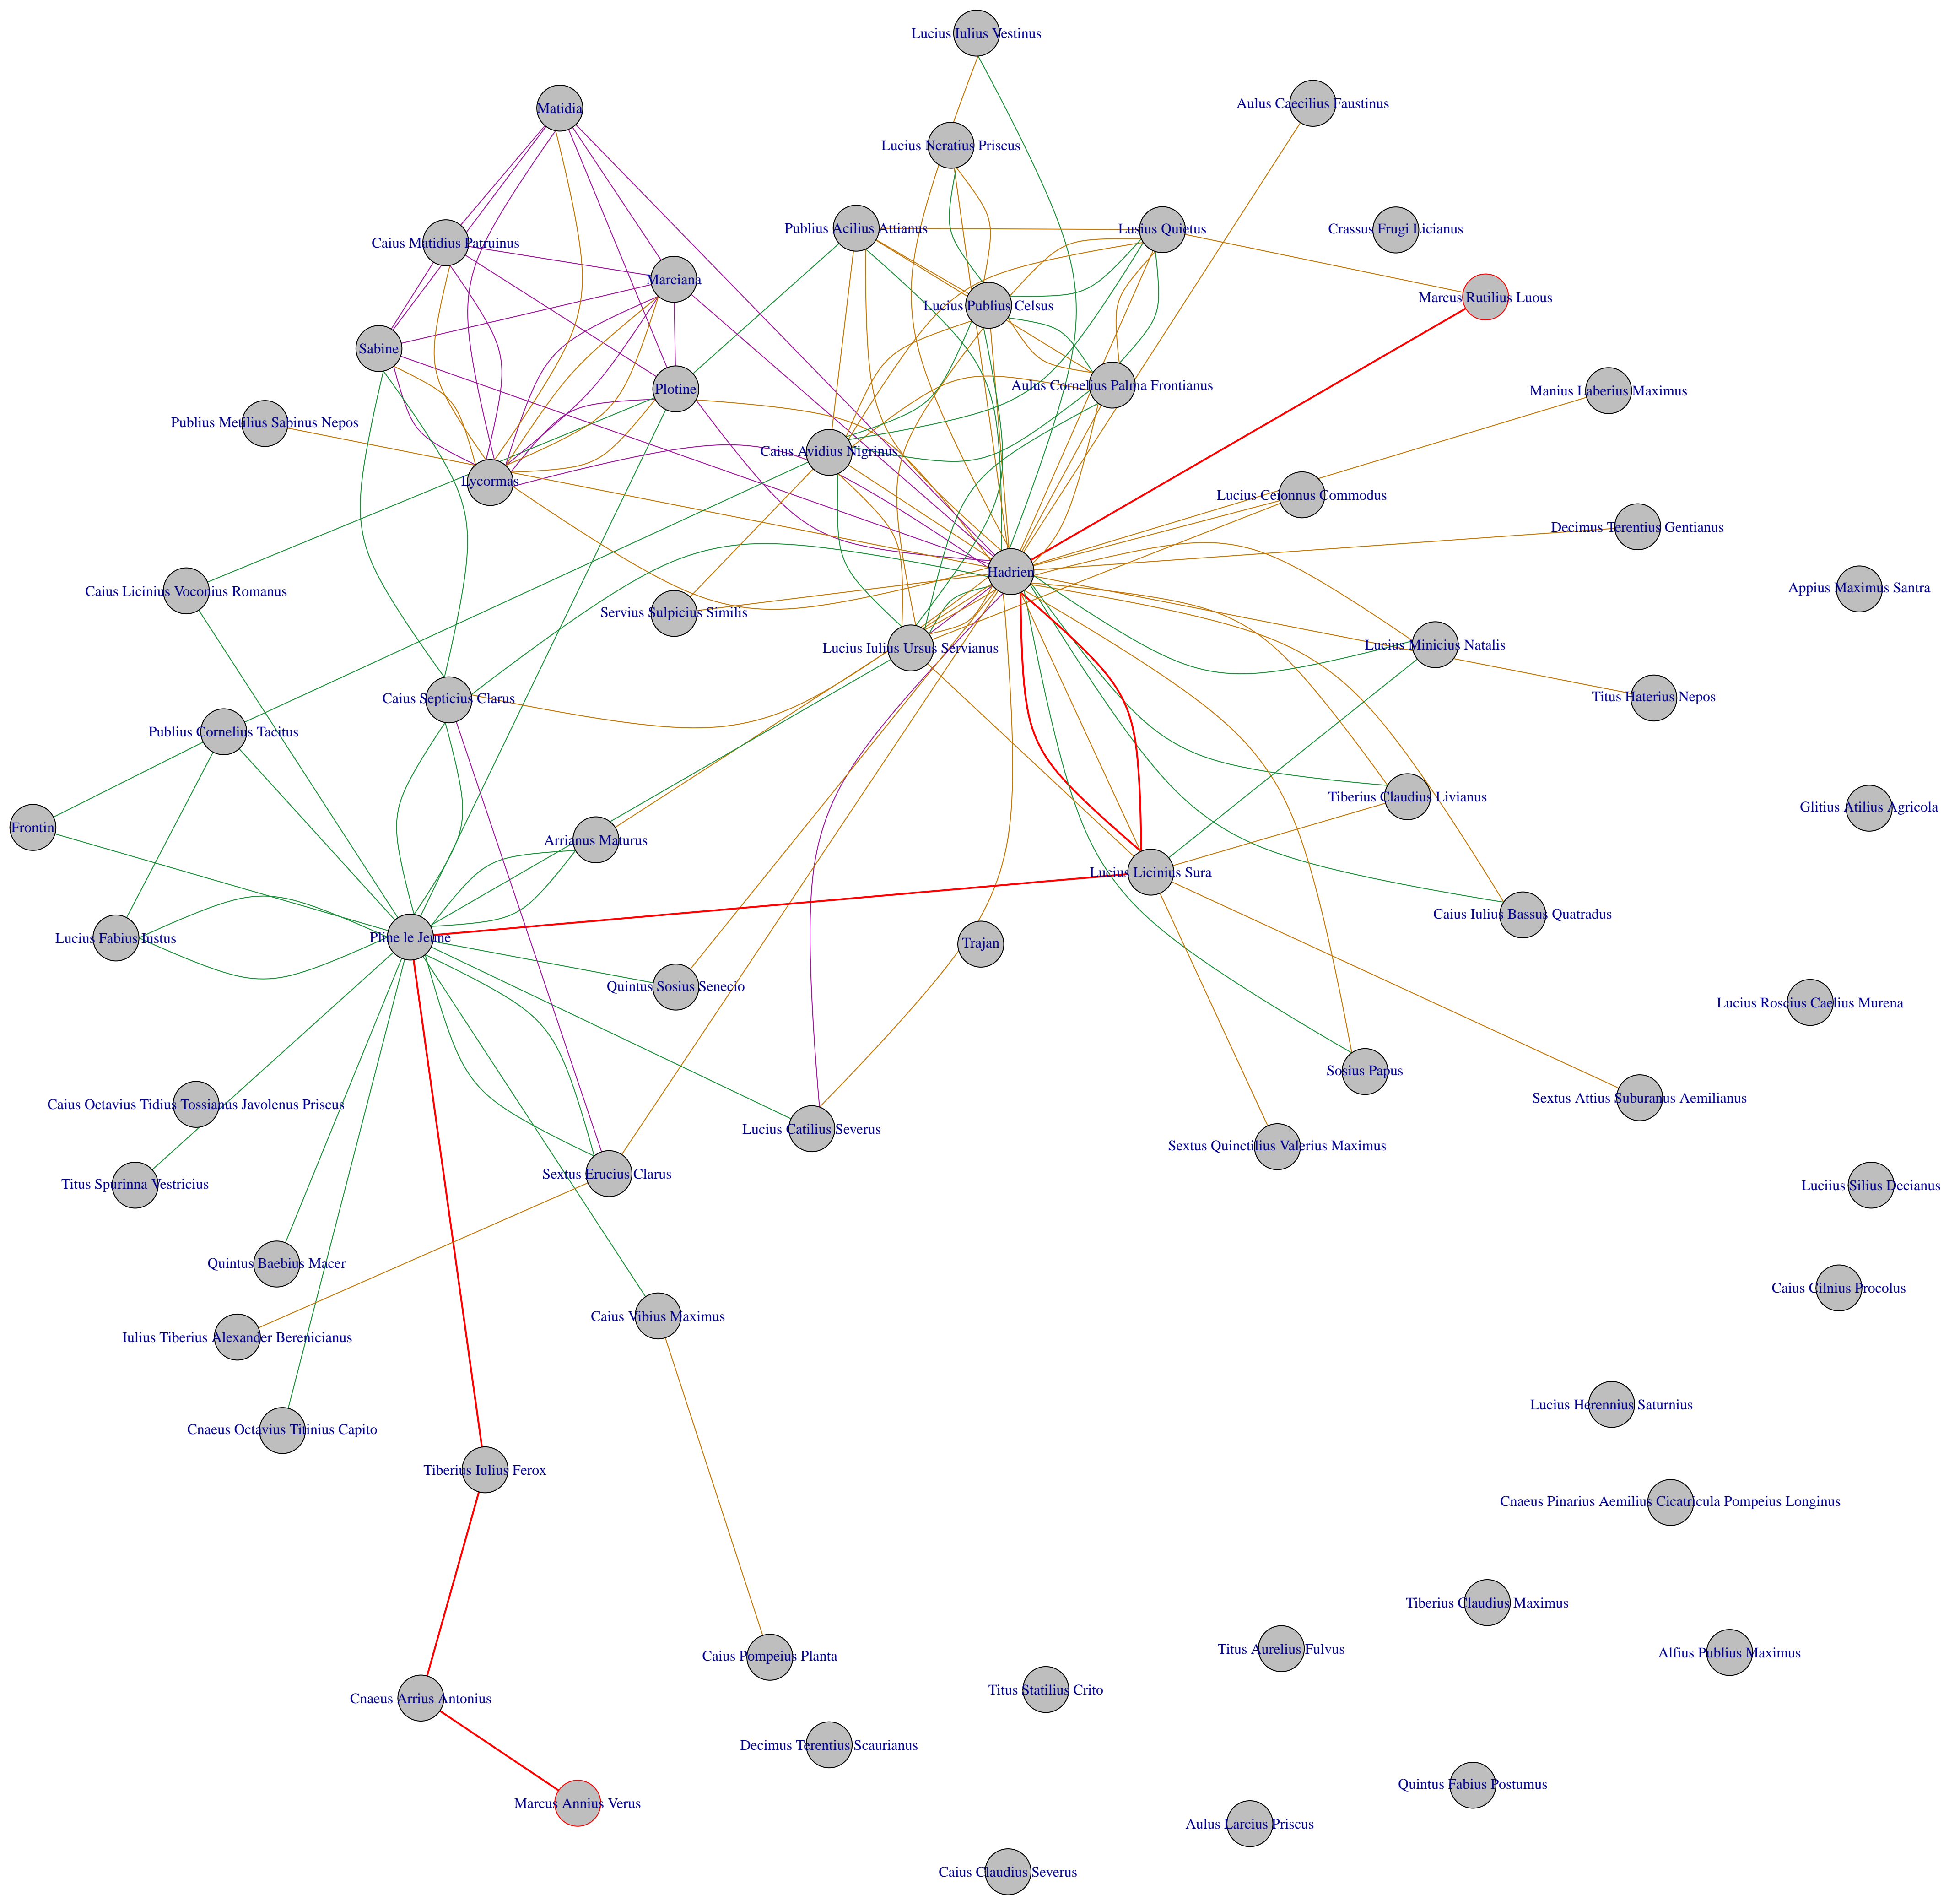 Lucius Iulius Vestinus
Aulus Caecilius Faustinus
Matidia
Lucius Neratius Priscus
Publius Acilius Attianus
Lusius Quietus
Crassus Frugi Licianus
Caius Matidius Patruinus
Marciana
Marcus Rutilius Luous
Lucius Publius Celsus
Sabine
Plotine
Aulus Cornelius Palma Frontianus
Manius Laberius Maximus
Publius Metilius Sabinus Nepos
Caius Avidius Nigrinus
Lycormas
Lucius Ceionnus Commodus
Decimus Terentius Gentianus
Hadrien
Caius Licinius Voconius Romanus
Appius Maximus Santra
Servius Sulpicius Similis
Lucius Iulius Ursus Servianus
Lucius Minicius Natalis
Caius Septicius Clarus
Titus Haterius Nepos
Publius Cornelius Tacitus
Tiberius Claudius Livianus
Glitius Atilius Agricola
Frontin
Arrianus Maturus
Lucius Licinius Sura
Caius Iulius Bassus Quatradus
Lucius Fabius Iustus
Pline le Jeune
Trajan
Quintus Sosius Senecio
Lucius Roscius Caelius Murena
Sosius Papus
Caius Octavius Tidius Tossianus Javolenus Priscus
Sextus Attius Suburanus Aemilianus
Lucius Catilius Severus
Sextus Quinctilius Valerius Maximus
Sextus Erucius Clarus
Titus Spurinna Vestricius
Luciius Silius Decianus
Quintus Baebius Macer
Caius Cilnius Procolus
Caius Vibius Maximus
Iulius Tiberius Alexander Berenicianus
Lucius Herennius Saturnius
Cnaeus Octavius Titinius Capito
Tiberius Iulius Ferox
Cnaeus Pinarius Aemilius Cicatricula Pompeius Longinus
Tiberius Claudius Maximus
Titus Aurelius Fulvus
Alfius Publius Maximus
Caius Pompeius Planta
Titus Statilius Crito
Cnaeus Arrius Antonius
Decimus Terentius Scaurianus
Quintus Fabius Postumus
Marcus Annius Verus
Aulus Larcius Priscus
Caius Claudius Severus